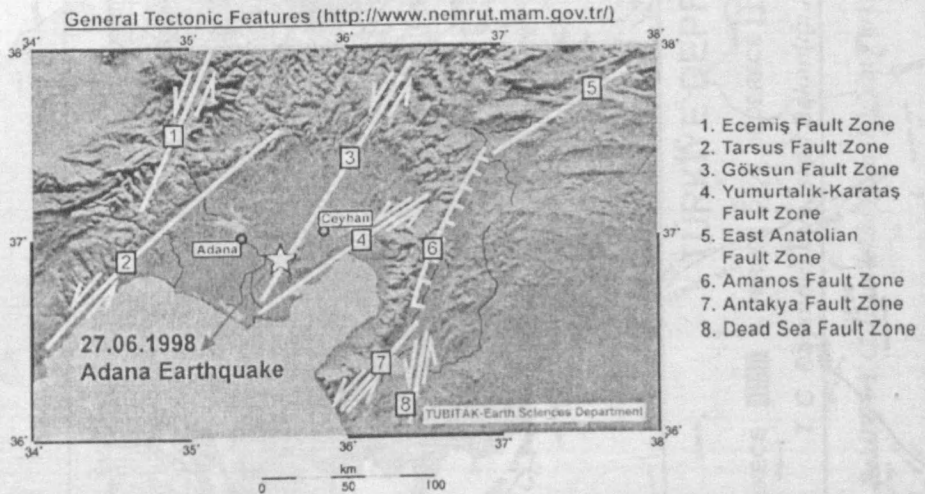 General Tectonic Features (http://www.nemrut.mam.gov.tr/)
34° 35° 36° 37° 38°
38° 38°
1 3 5
Ceyhan
Adana
37° 37°
2 4 6
27.06.1998
Adana Earthquake
7
8
TUBITAK-Earth Sciences Department
36° 36°
34° 35° 36° 37° 38°
km
0 50 100
1. Ecemiş Fault Zone
2. Tarsus Fault Zone
3. Göksun Fault Zone
4. Yumurtalık-Karataş
Fault Zone
5. East Anatolian
Fault Zone
6. Amanos Fault Zone
7. Antakya Fault Zone
8. Dead Sea Fault Zone